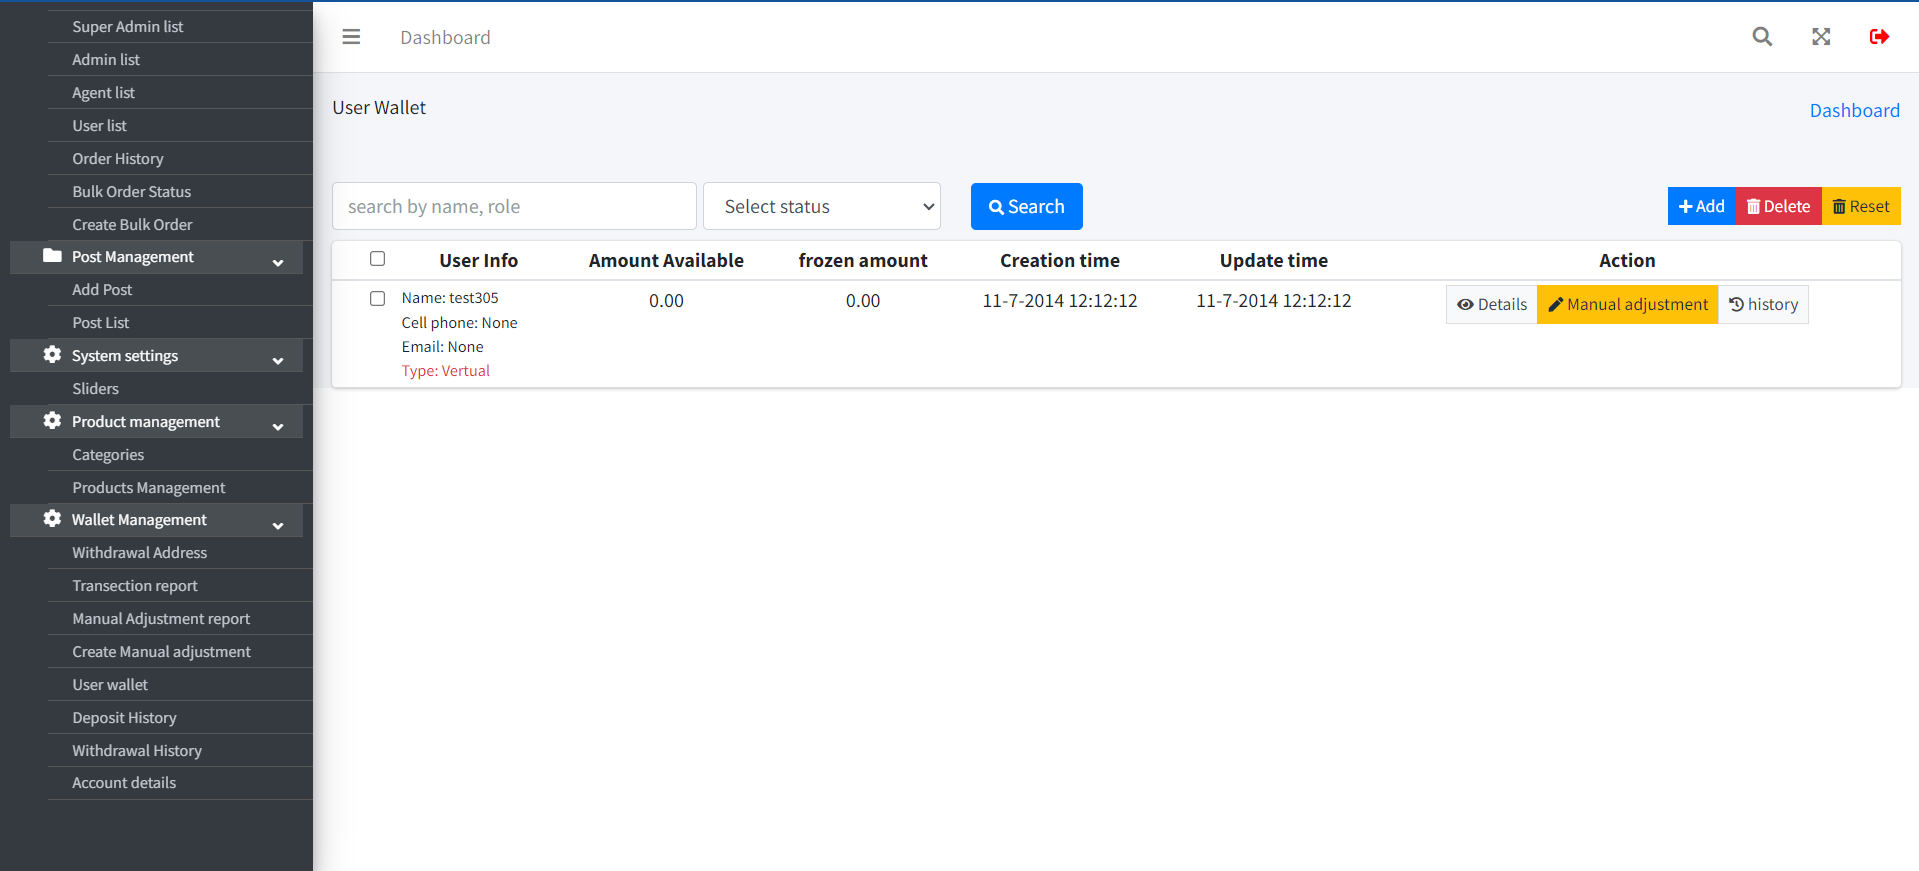 Super Admin list
Admin list
Agent list
User list
Order History
Bulk Order Status
Create Bulk Order
Post Management
Add Post
Post List
System settings
Sliders
Product management
Categories
Products Management
Wallet Management
Withdrawal Address
Transection report
Manual Adjustment report
Create Manual adjustment
User wallet
Deposit History
Withdrawal History
Account details
Dashboard
User Wallet
Dashboard
search by name, role
Select status
Search
Add
Delete
Reset
User Info Amount Available frozen amount Creation time Update time Action
Name: test305 0.00 0.00 11-7-2014 12:12:12 11-7-2014 12:12:12 Details Manual adjustment history
Cell phone: None
Email: None
Type: Vertual